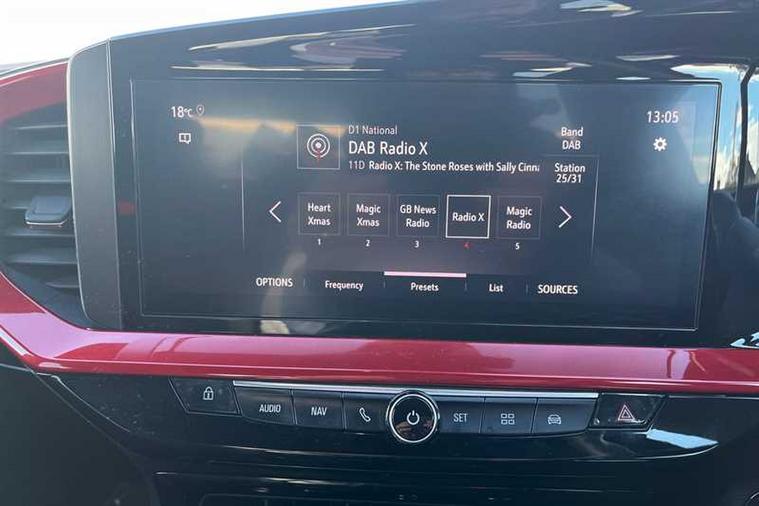 18°C
13:05
D1 National
DAB Radio X
11D Radio X: The Stone Roses with Sally Cinna
Band
DAB
Station
25/31
Heart
Xmas
Magic
Xmas
GB News
Radio
Radio X
Magic
Radio
1 2 3 4 5
OPTIONS Frequency Presets List SOURCES
AUDIO NAV SET